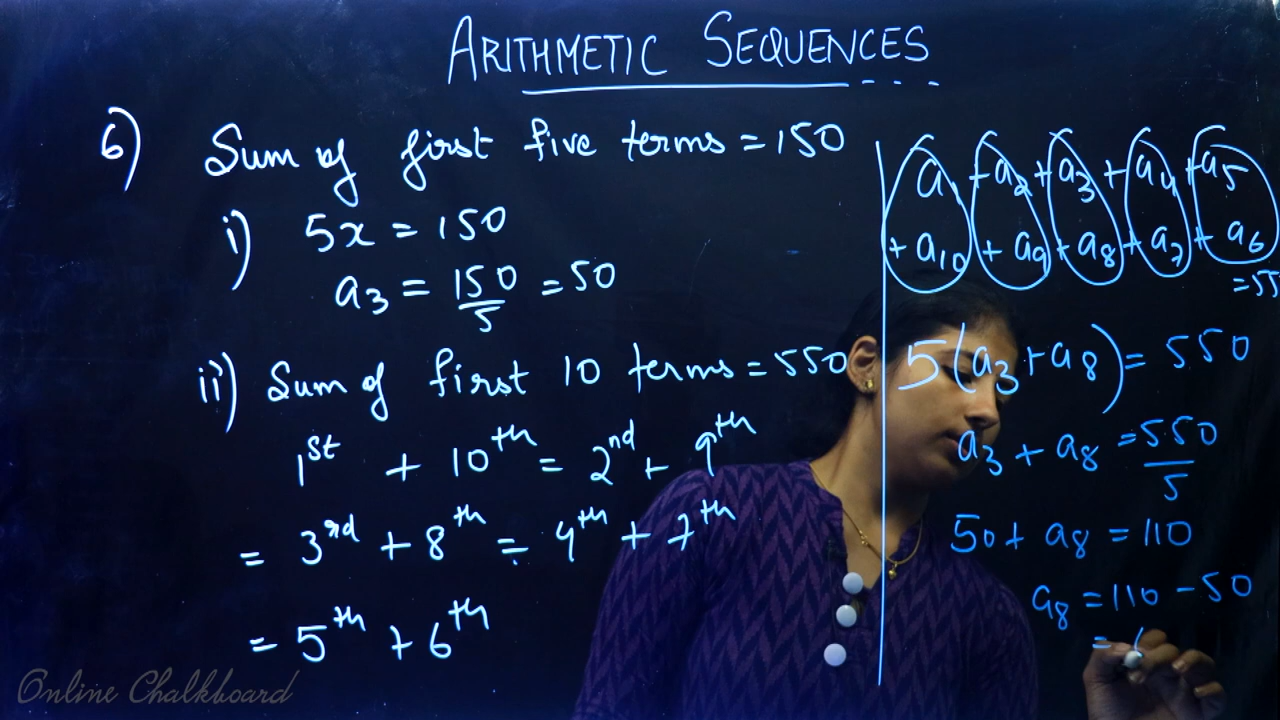 ARITHMETIC SEQUENCES
6) Sum of first five terms = 150
i) 5x = 150
a3 = 150/5 = 50
ii) Sum of first 10 terms = 550
1st + 10th = 2nd + 9th
= 3rd + 8th = 4th + 7th
= 5th + 6th
a1 + a2 + a3 + a4 + a5
+ a10 + a9 + a8 + a7 + a6
= 55
5(a3 + a8) = 550
a3 + a8 = 550/5
50 + a8 = 110
a8 = 110 - 50
=
Online Chalkboard